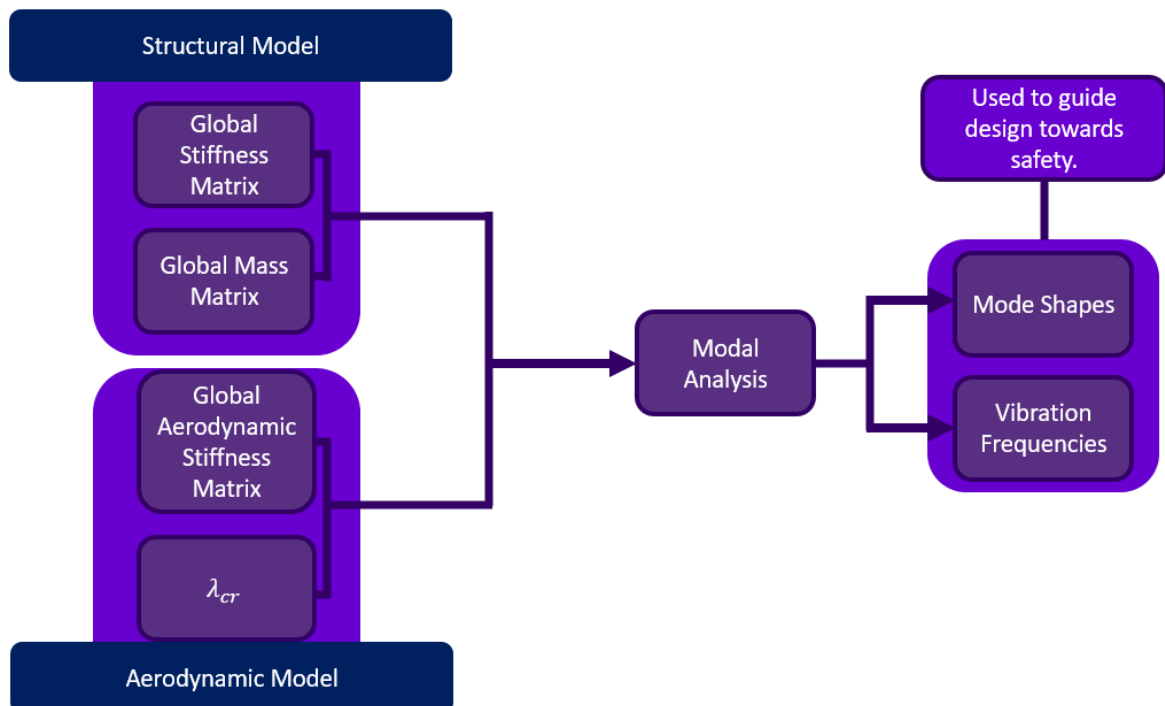 Structural Model
Global
Stiffness
Matrix
Global Mass
Matrix
Global
Aerodynamic
Stiffness
Matrix
λcr
Aerodynamic Model
Modal
Analysis
Used to guide
design towards
safety.
Mode Shapes
Vibration
Frequencies